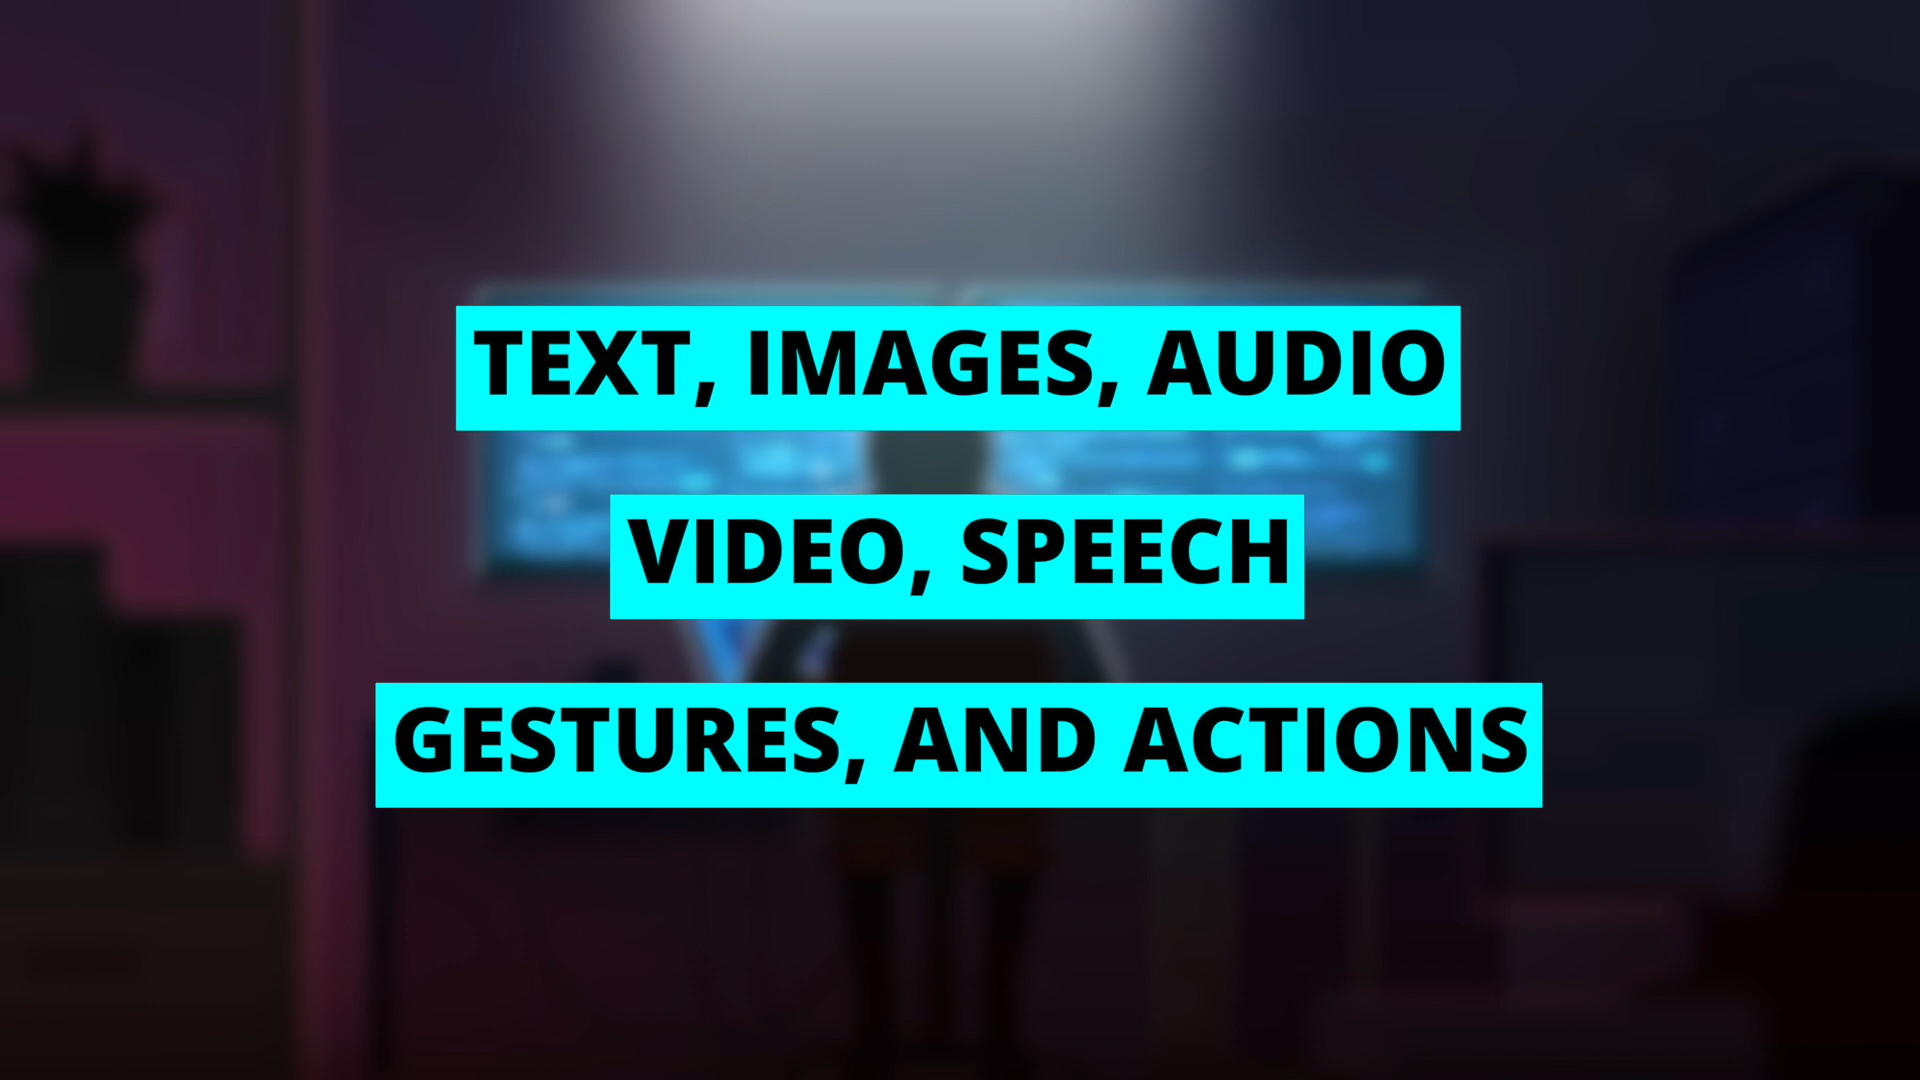 TEXT, IMAGES, AUDIO
VIDEO, SPEECH
GESTURES, AND ACTIONS